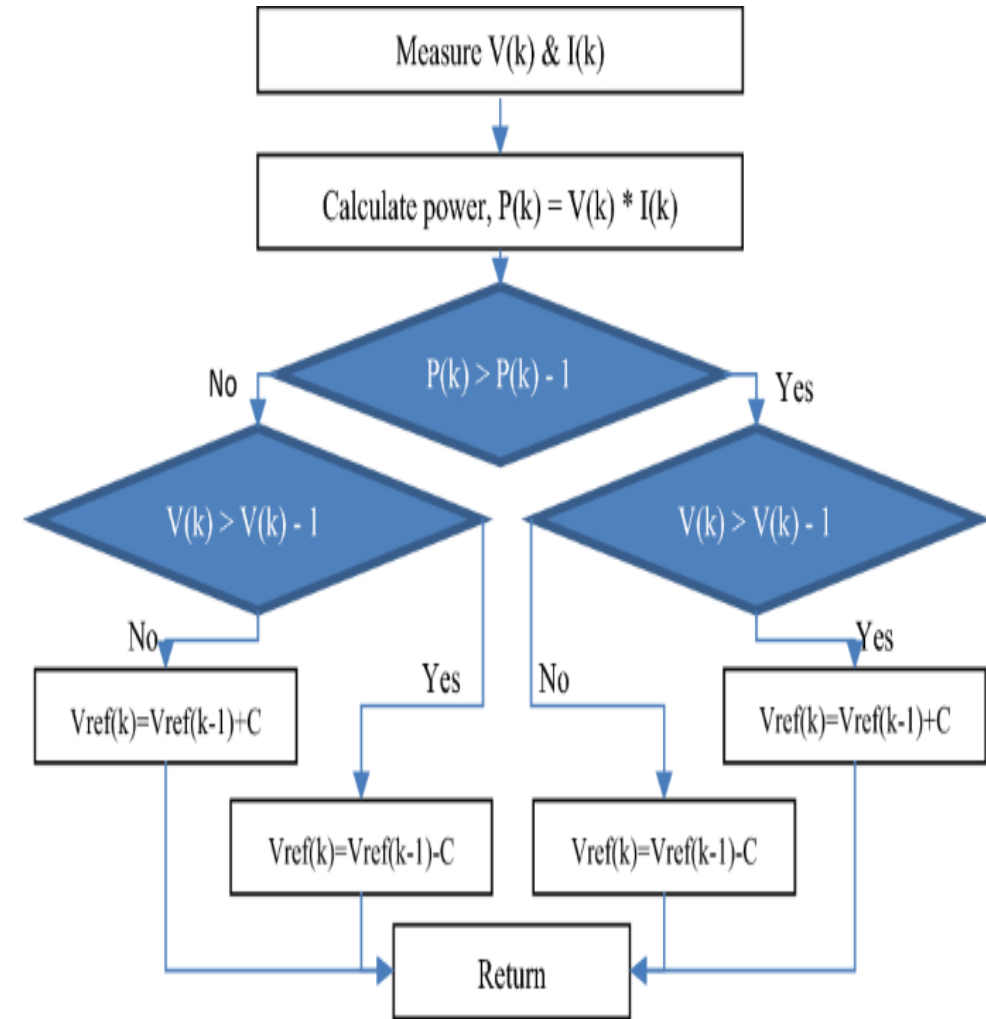 Measure V(k) & I(k)
Calculate power, P(k) = V(k) * I(k)
P(k) > P(k) - 1
No
Yes
V(k) > V(k) - 1
V(k) > V(k) - 1
No
Yes
No
Yes
Vref(k)=Vref(k-1)+C
Vref(k)=Vref(k-1)+C
Vref(k)=Vref(k-1)-C
Vref(k)=Vref(k-1)-C
Return